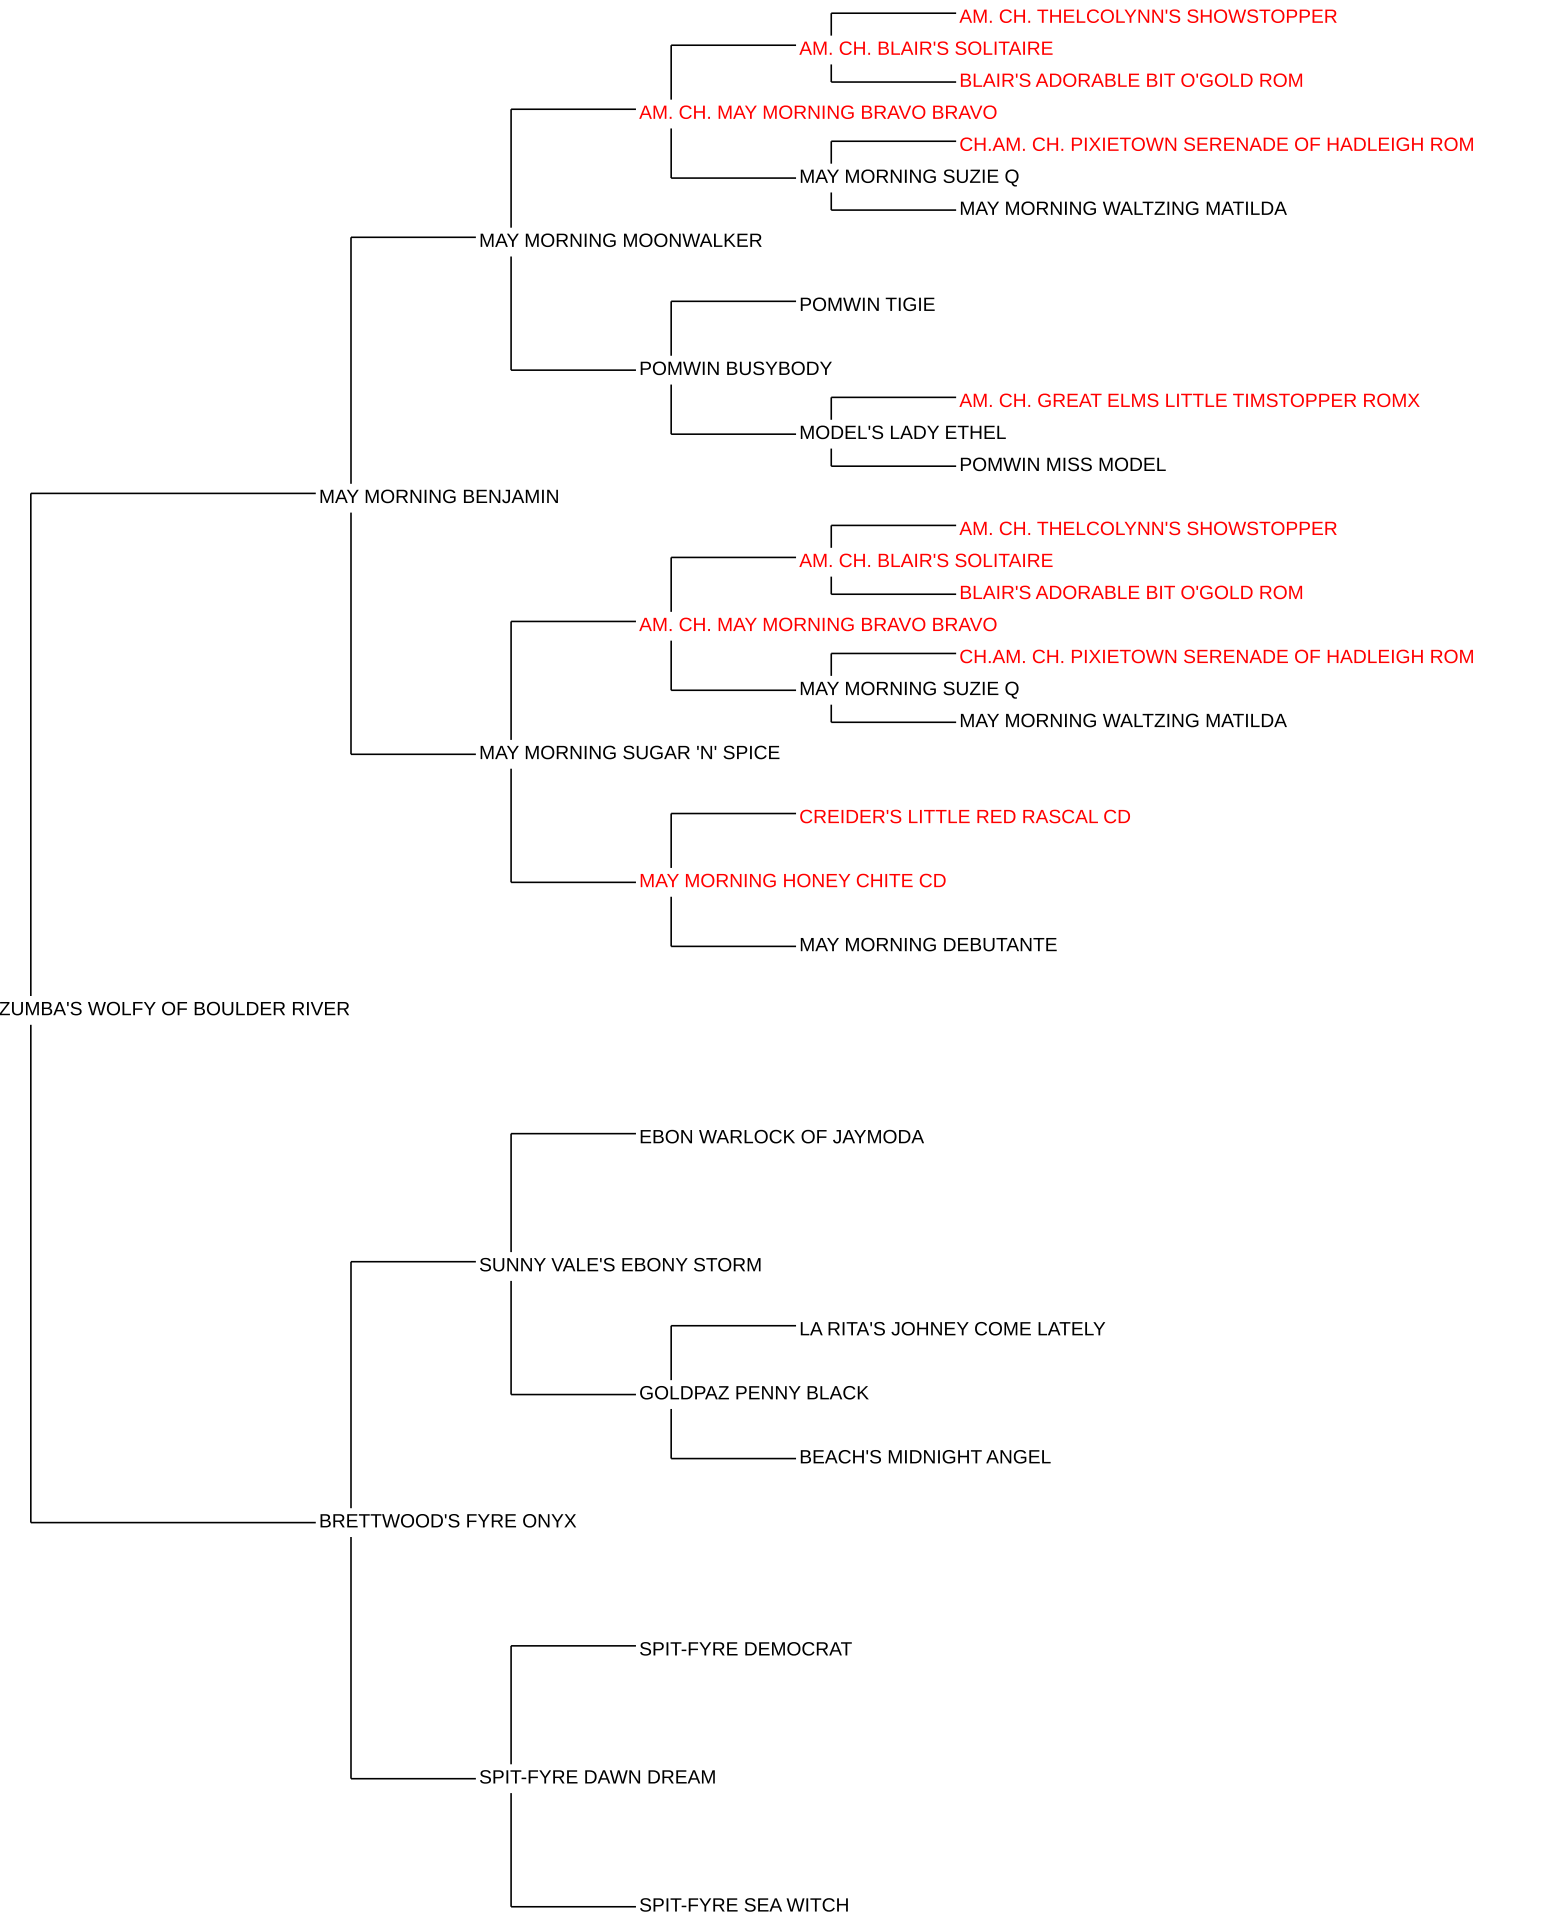 AM. CH. THELCOLYNN'S SHOWSTOPPER
AM. CH. BLAIR'S SOLITAIRE
BLAIR'S ADORABLE BIT O'GOLD ROM
AM. CH. MAY MORNING BRAVO BRAVO
CH.AM. CH. PIXIETOWN SERENADE OF HADLEIGH ROM
MAY MORNING SUZIE Q
MAY MORNING WALTZING MATILDA
MAY MORNING MOONWALKER
POMWIN TIGIE
POMWIN BUSYBODY
AM. CH. GREAT ELMS LITTLE TIMSTOPPER ROMX
MODEL'S LADY ETHEL
POMWIN MISS MODEL
MAY MORNING BENJAMIN
AM. CH. THELCOLYNN'S SHOWSTOPPER
AM. CH. BLAIR'S SOLITAIRE
BLAIR'S ADORABLE BIT O'GOLD ROM
AM. CH. MAY MORNING BRAVO BRAVO
CH.AM. CH. PIXIETOWN SERENADE OF HADLEIGH ROM
MAY MORNING SUZIE Q
MAY MORNING WALTZING MATILDA
MAY MORNING SUGAR 'N' SPICE
CREIDER'S LITTLE RED RASCAL CD
MAY MORNING HONEY CHITE CD
MAY MORNING DEBUTANTE
ZUMBA'S WOLFY OF BOULDER RIVER
EBON WARLOCK OF JAYMODA
SUNNY VALE'S EBONY STORM
LA RITA'S JOHNEY COME LATELY
GOLDPAZ PENNY BLACK
BEACH'S MIDNIGHT ANGEL
BRETTWOOD'S FYRE ONYX
SPIT-FYRE DEMOCRAT
SPIT-FYRE DAWN DREAM
SPIT-FYRE SEA WITCH